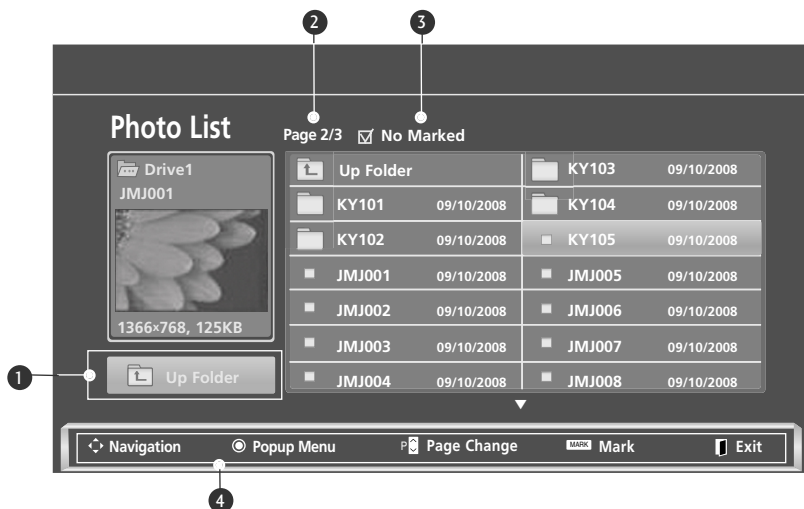 2 3
Photo List Page 2/3 No Marked
Drive1
JMJ001
1366×768, 125KB
Up Folder
Up Folder KY103 09/10/2008
KY101 09/10/2008 KY104 09/10/2008
KY102 09/10/2008 KY105 09/10/2008
JMJ001 09/10/2008 JMJ005 09/10/2008
JMJ002 09/10/2008 JMJ006 09/10/2008
JMJ003 09/10/2008 JMJ007 09/10/2008
JMJ004 09/10/2008 JMJ008 09/10/2008
1
Navigation Popup Menu P Page Change MARK Mark Exit
4